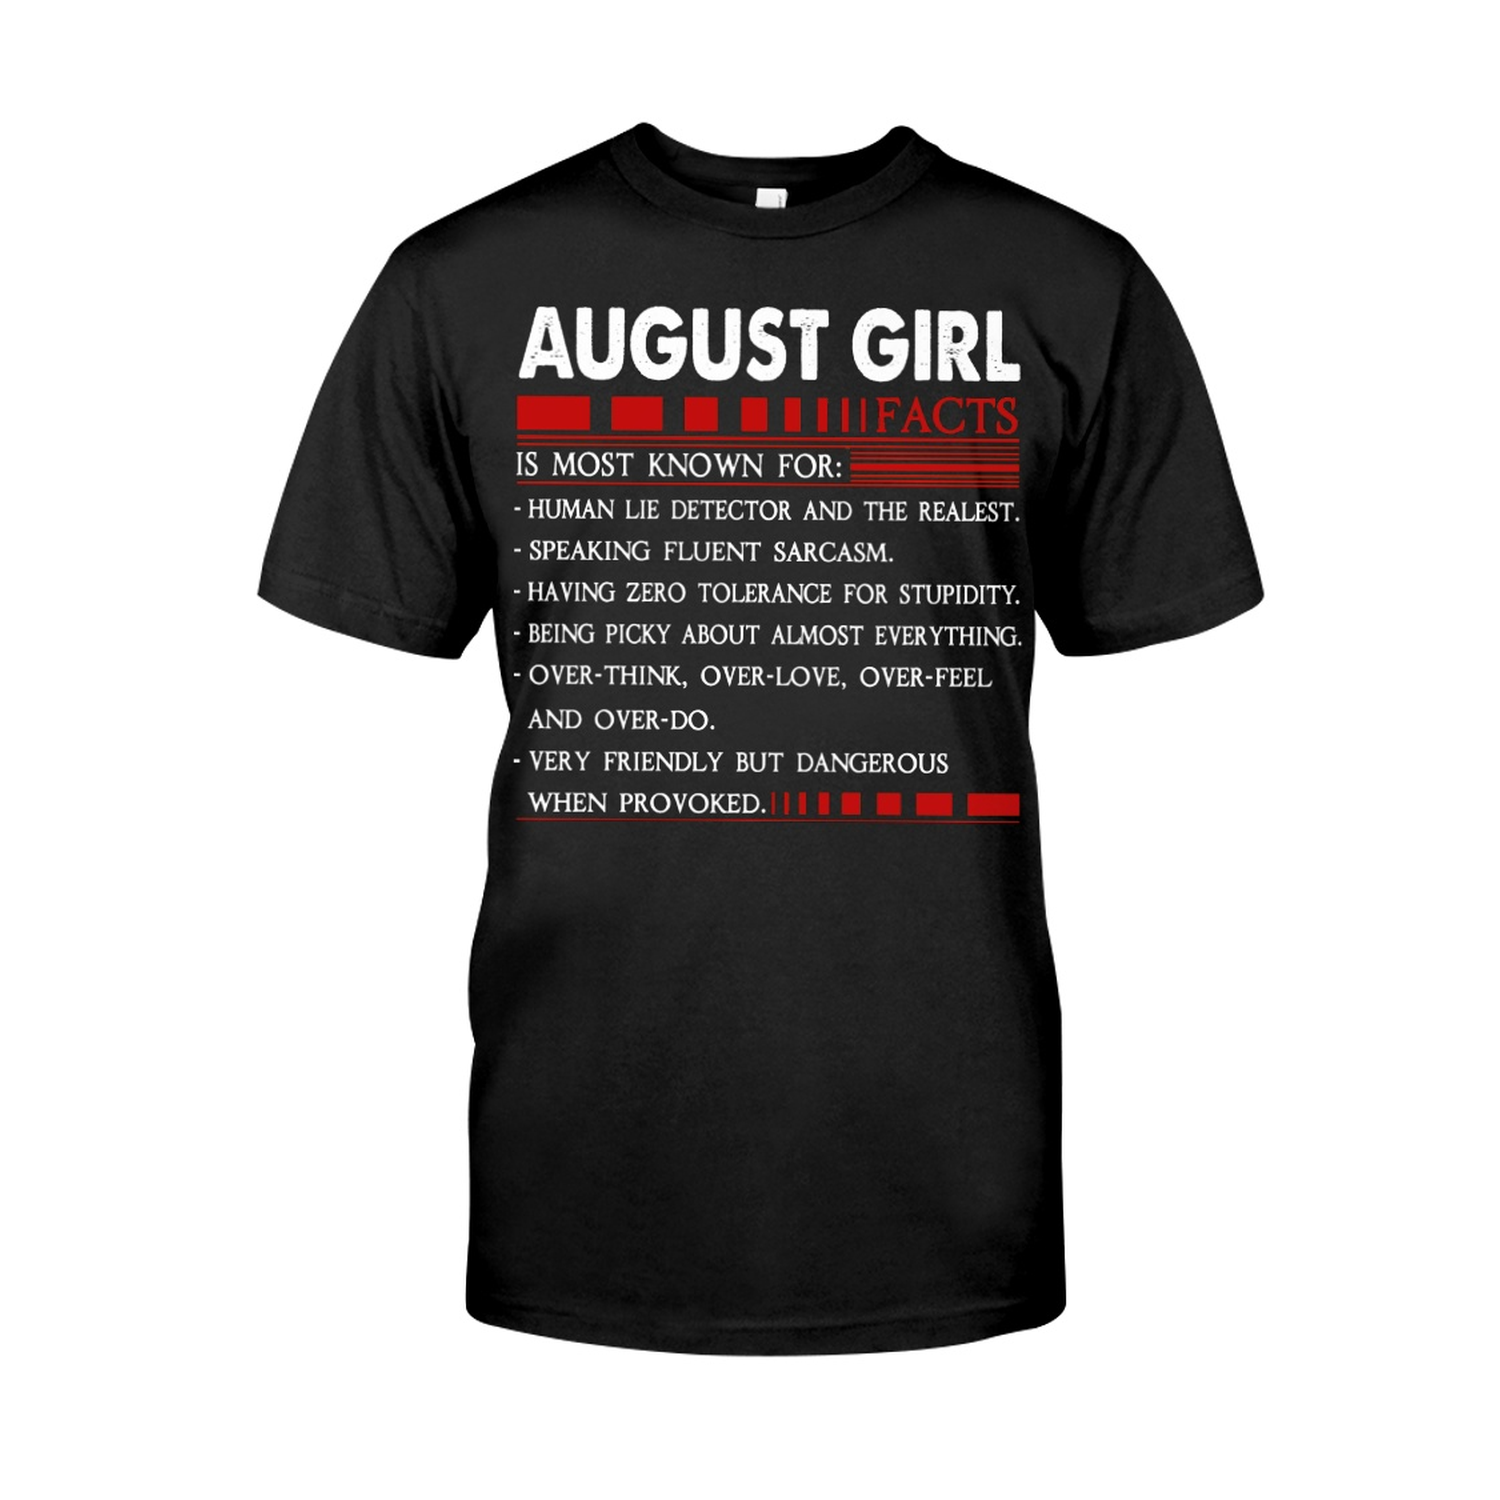 AUGUST GIRL
FACTS
IS MOST KNOWN FOR:
- HUMAN LIE DETECTOR AND THE REALEST.
- SPEAKING FLUENT SARCASM.
- HAVING ZERO TOLERANCE FOR STUPIDITY.
- BEING PICKY ABOUT ALMOST EVERYTHING.
- OVER-THINK, OVER-LOVE, OVER-FEEL
AND OVER-DO.
- VERY FRIENDLY BUT DANGEROUS
WHEN PROVOKED.